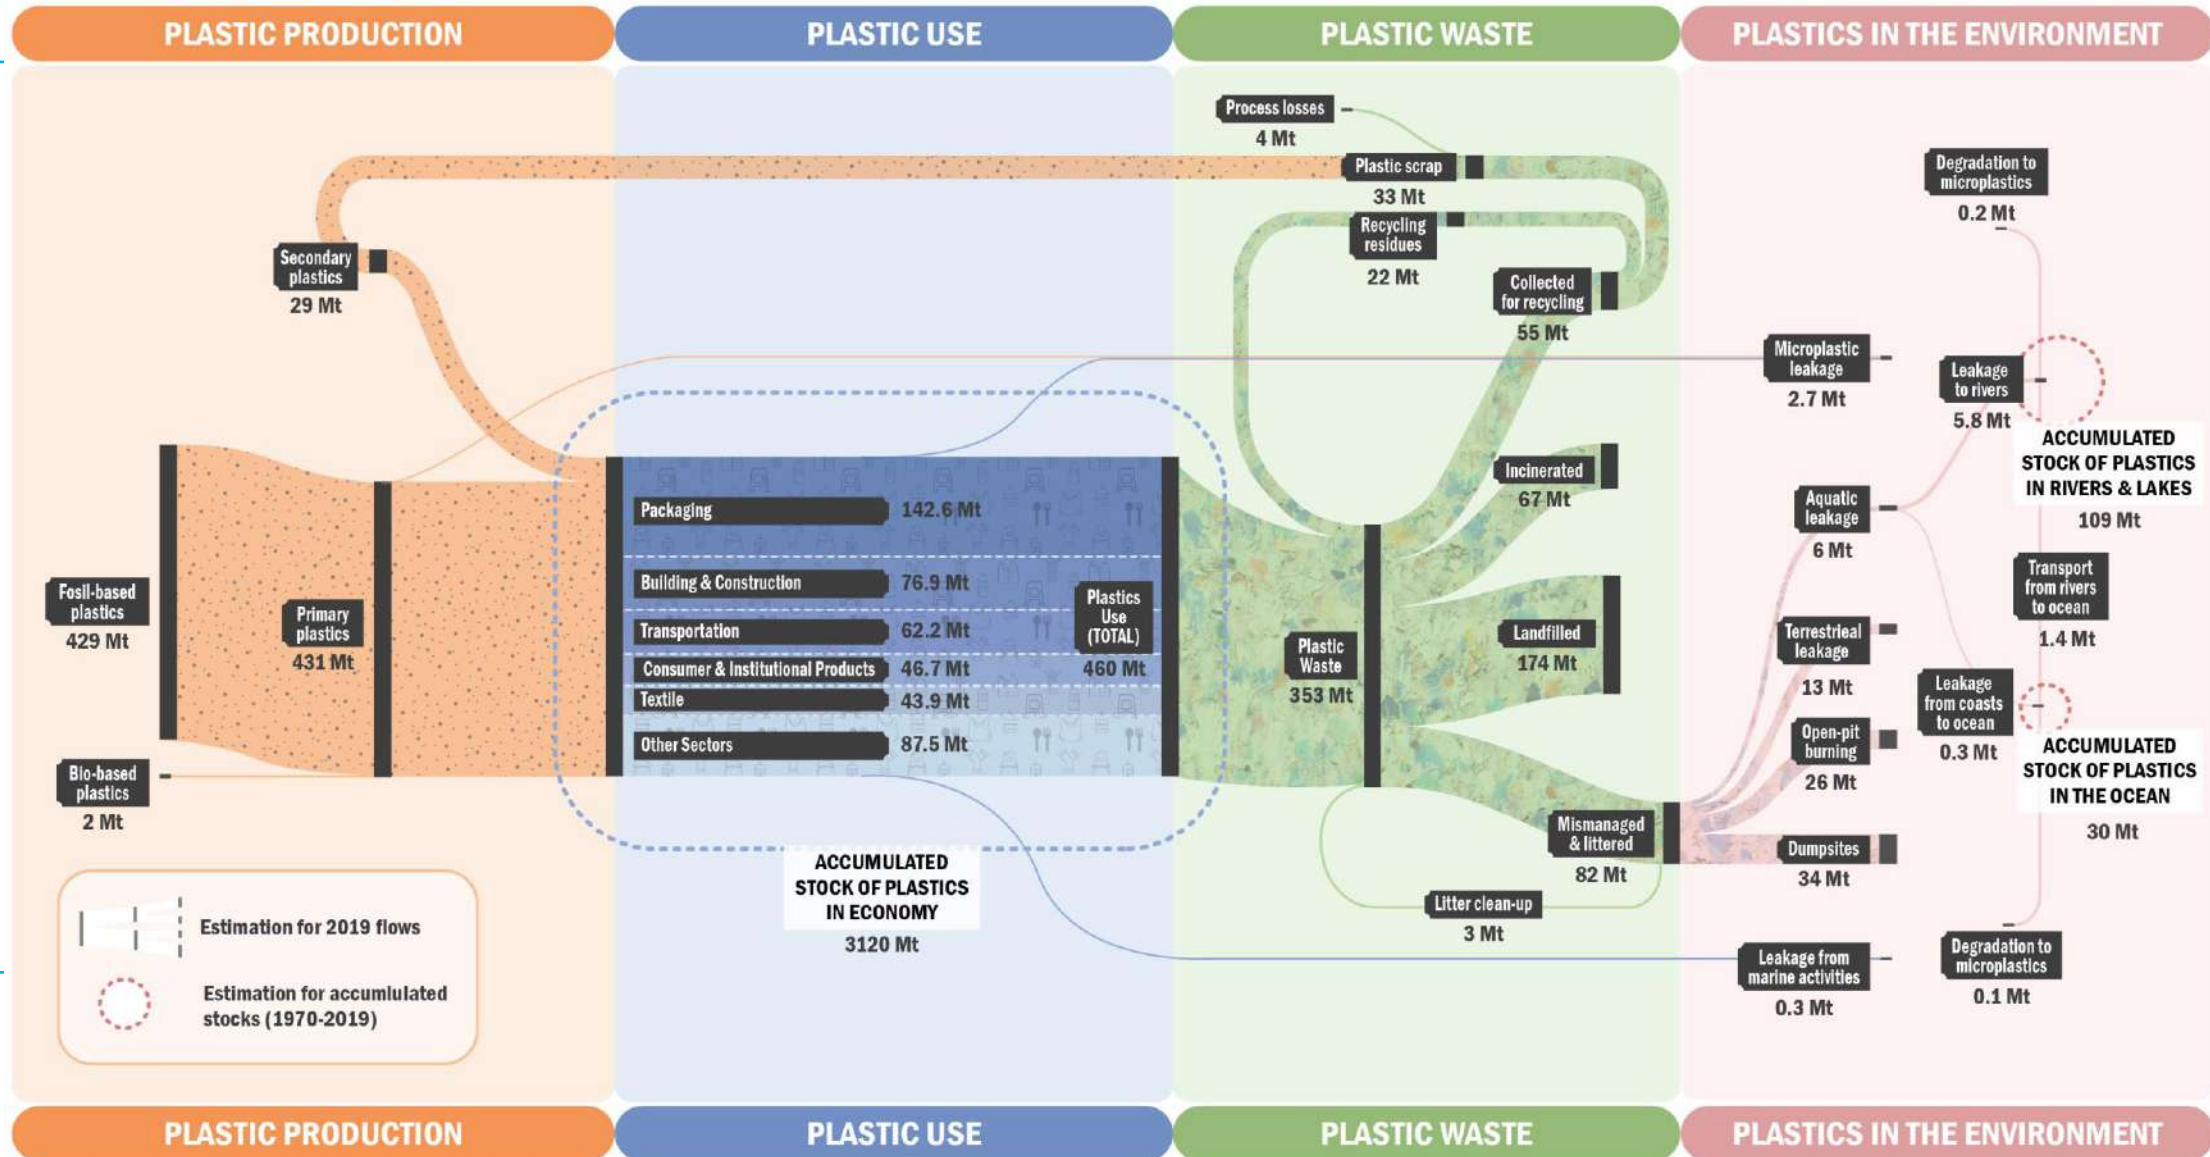 PLASTIC PRODUCTION
PLASTIC USE
PLASTIC WASTE
PLASTICS IN THE ENVIRONMENT
Fosil-based
plastics
429 Mt
Bio-based
plastics
2 Mt
Primary
plastics
431 Mt
Secondary
plastics
29 Mt
Estimation for 2019 flows
Estimation for accumlulated
stocks (1970-2019)
Packaging 142.6 Mt
Building & Construction 76.9 Mt
Transportation 62.2 Mt
Consumer & Institutional Products 46.7 Mt
Textile 43.9 Mt
Other Sectors 87.5 Mt
Plastics
Use
(TOTAL)
460 Mt
ACCUMULATED
STOCK OF PLASTICS
IN ECONOMY
3120 Mt
Process losses
4 Mt
Plastic scrap
33 Mt
Recycling
residues
22 Mt
Collected
for recycling
55 Mt
Incinerated
67 Mt
Landfilled
174 Mt
Plastic
Waste
353 Mt
Mismanaged
& littered
82 Mt
Litter clean-up
3 Mt
Degradation to
microplastics
0.2 Mt
Microplastic
leakage
2.7 Mt
Leakage
to rivers
5.8 Mt
ACCUMULATED
STOCK OF PLASTICS
IN RIVERS & LAKES
109 Mt
Aquatic
leakage
6 Mt
Transport
from rivers
to ocean
1.4 Mt
Terrestrieal
leakage
13 Mt
Leakage
from coasts
to ocean
0.3 Mt
Open-pit
burning
26 Mt
ACCUMULATED
STOCK OF PLASTICS
IN THE OCEAN
30 Mt
Dumpsites
34 Mt
Leakage from
marine activities
0.3 Mt
Degradation to
microplastics
0.1 Mt
PLASTIC PRODUCTION
PLASTIC USE
PLASTIC WASTE
PLASTICS IN THE ENVIRONMENT